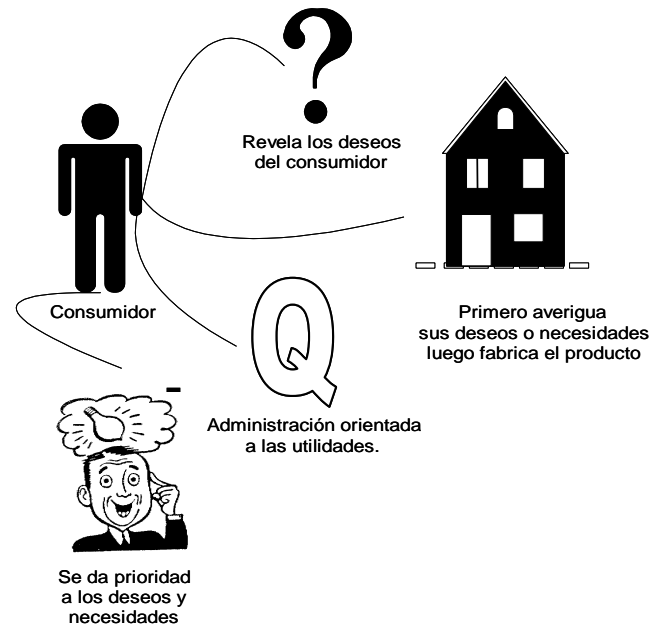 ?
Revela los deseos
del consumidor
Consumidor
Primero averigua
sus deseos o necesidades
luego fabrica el producto
Q
Administración orientada
a las utilidades.
Se da prioridad
a los deseos y
necesidades